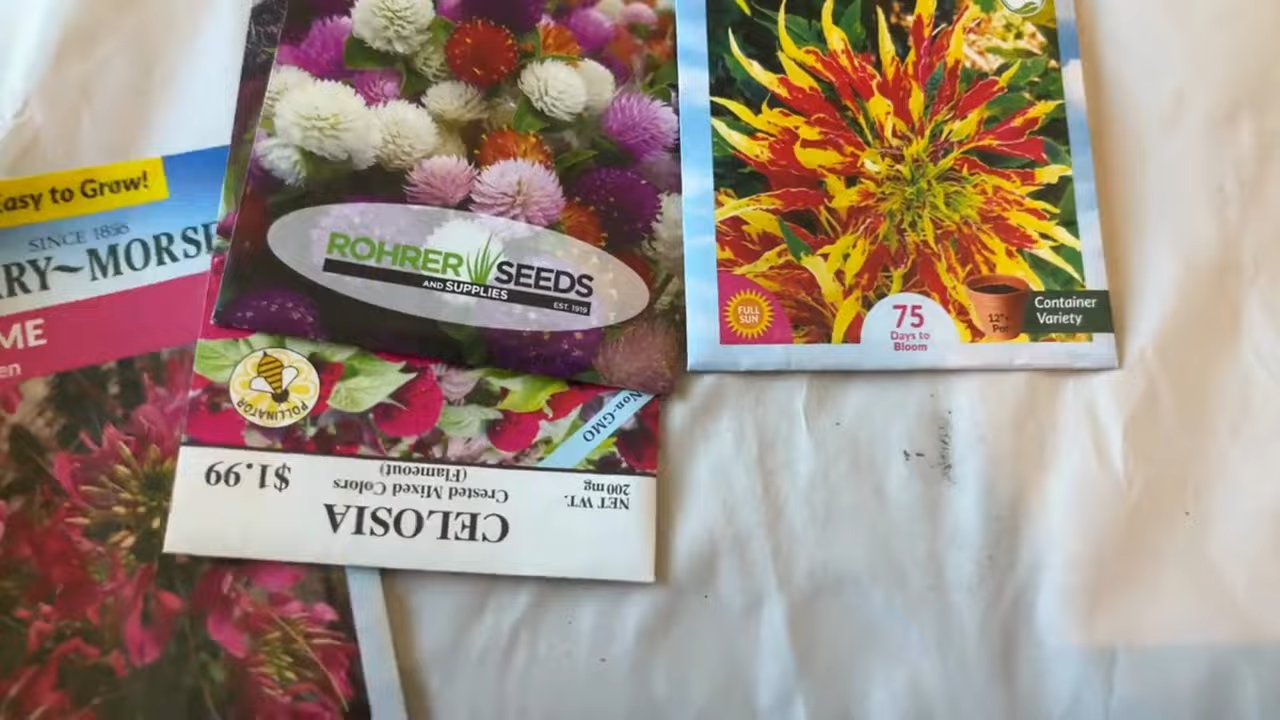 Easy to Grow!
SINCE 1856
RY~MORSE
ME
en
ROHRER SEEDS
AND SUPPLIES
EST. 1919
POLLINATOR
Non-GMO
$1.99
CELOSIA
Crested Mixed Colors
(Flameout)
NET WT.
200 mg
FULL
SUN
75
Days to
Bloom
12"
Pot
Container
Variety